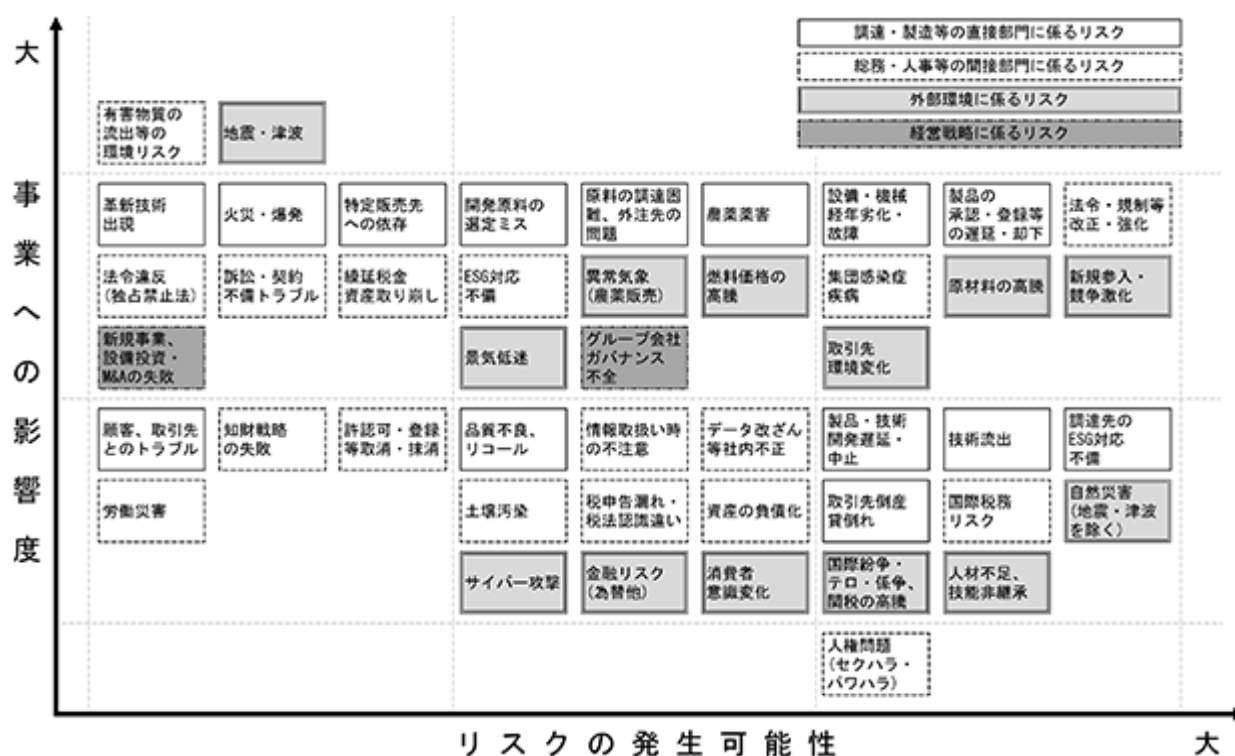 大
事業への影響度
調達・製造等の直接部門に係るリスク
総務・人事等の間接部門に係るリスク
外部環境に係るリスク
経営戦略に係るリスク
有害物質の
流出等の
環境リスク
地震・津波
革新技術
出現
火災・爆発
特定販売先
への依存
開発原料の
選定ミス
原料の調達困
難、外注先の
問題
農薬薬害
設備・機械
経年劣化・
故障
製品の
承認・登録等
の遅延・却下
法令・規制等
改正・強化
法令違反
(独占禁止法)
訴訟・契約
不備トラブル
繰延税金
資産取り崩し
ESG対応
不備
異常気象
(農薬販売)
燃料価格の
高騰
集団感染症
疾病
原材料の高騰
新規参入・
競争激化
新規事業、
設備投資・
M&Aの失敗
景気低迷
グループ会社
ガバナンス
不全
取引先
環境変化
顧客、取引先
とのトラブル
知財戦略
の失敗
許認可・登録
等取消・抹消
品質不良、
リコール
情報取扱い時
の不注意
データ改ざん
等社内不正
製品・技術
開発遅延・
中止
技術流出
調達先の
ESG対応
不備
労働災害
土壌汚染
税申告漏れ・
税法認識違い
資産の負債化
取引先倒産
貸倒れ
国際税務
リスク
自然災害
(地震・津波
を除く)
サイバー攻撃
金融リスク
(為替他)
消費者
意識変化
国際紛争・
テロ・係争、
関税の高騰
人材不足、
技能非継承
人権問題
(セクハラ・
パワハラ)
リスクの発生可能性
大